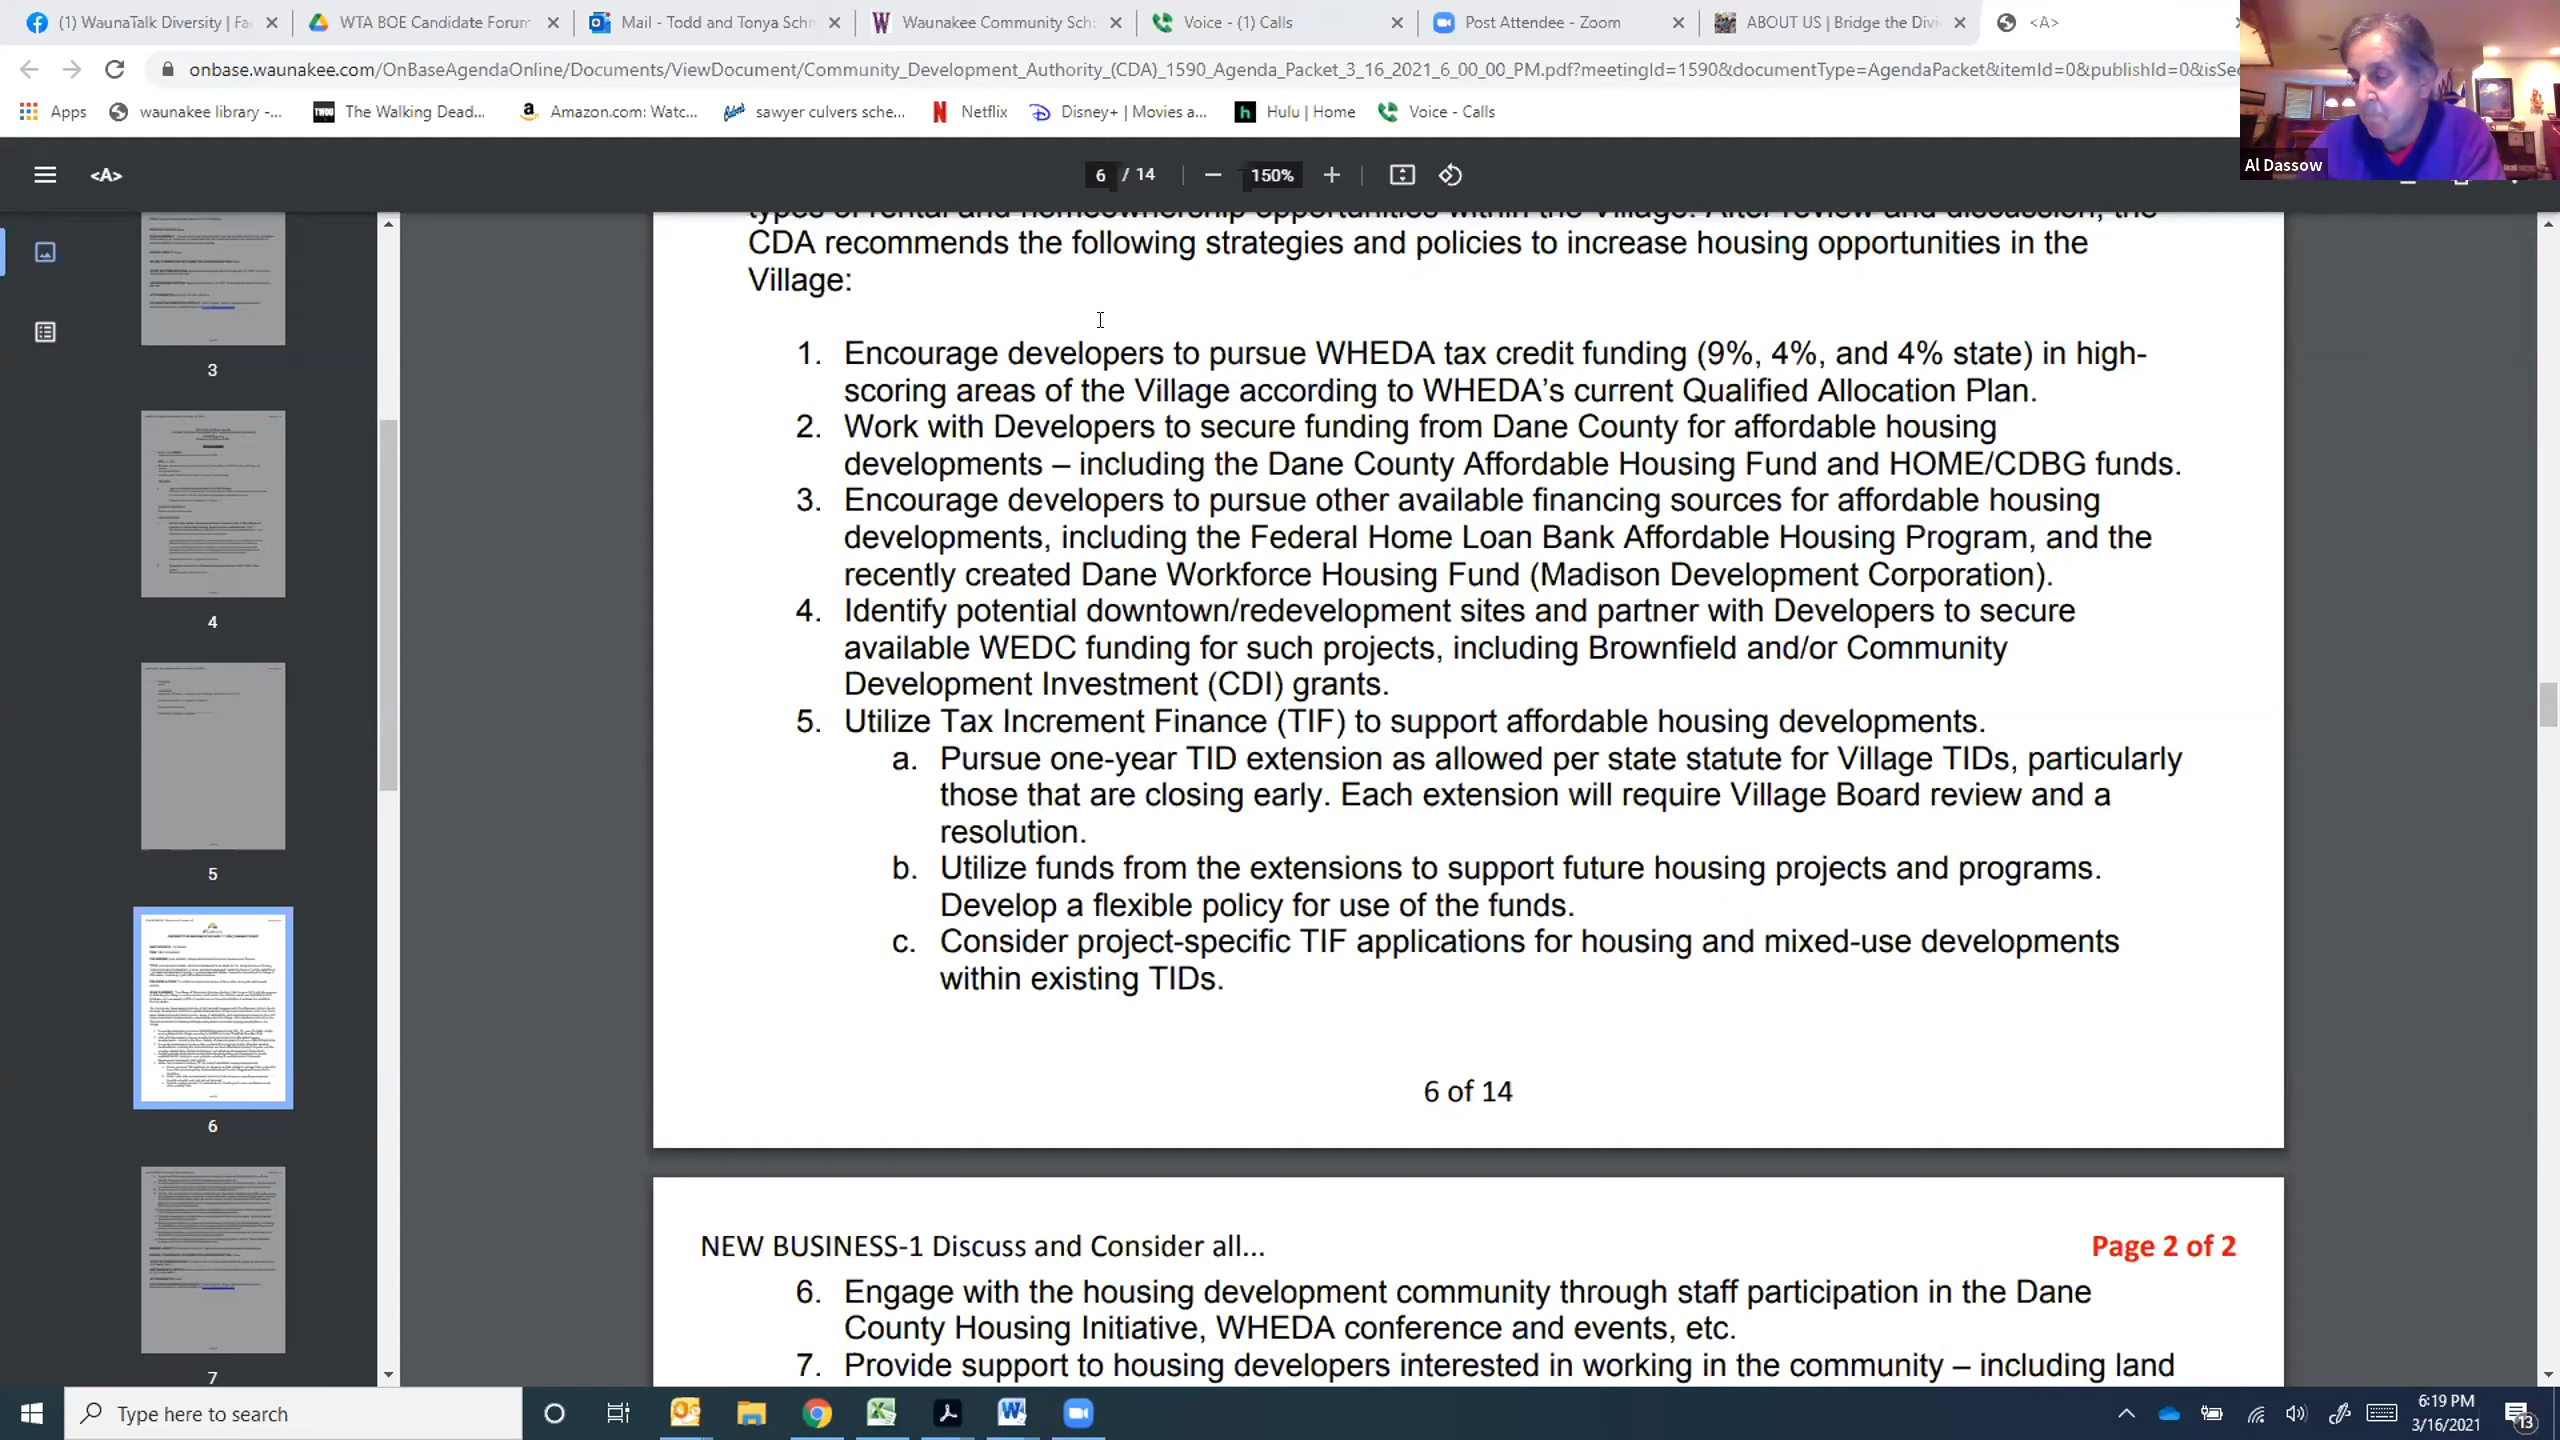 (1) WaunaTalk Diversity | Fa
WTA BOE Candidate Forum
Mail - Todd and Tonya Sch
Waunakee Community Sch
Voice - (1) Calls
Post Attendee - Zoom
ABOUT US | Bridge the Divi
<A>
onbase.waunakee.com/OnBaseAgendaOnline/Documents/ViewDocument/Community_Development_Authority_(CDA)_1590_Agenda_Packet_3_16_2021_6_00_00_PM.pdf?meetingId=1590&documentType=AgendaPacket&itemId=0&publishId=0&isSec
Apps
waunakee library -...
The Walking Dead...
Amazon.com: Watc...
sawyer culvers sche...
Netflix
Disney+ | Movies a...
Hulu | Home
Voice - Calls
Al Dassow
<A>
6 / 14
150%
types of rental and homeownership opportunities within the Village. After review and discussion, the
CDA recommends the following strategies and policies to increase housing opportunities in the
Village:
1. Encourage developers to pursue WHEDA tax credit funding (9%, 4%, and 4% state) in high-
scoring areas of the Village according to WHEDA’s current Qualified Allocation Plan.
2. Work with Developers to secure funding from Dane County for affordable housing
developments – including the Dane County Affordable Housing Fund and HOME/CDBG funds.
3. Encourage developers to pursue other available financing sources for affordable housing
developments, including the Federal Home Loan Bank Affordable Housing Program, and the
recently created Dane Workforce Housing Fund (Madison Development Corporation).
4. Identify potential downtown/redevelopment sites and partner with Developers to secure
available WEDC funding for such projects, including Brownfield and/or Community
Development Investment (CDI) grants.
5. Utilize Tax Increment Finance (TIF) to support affordable housing developments.
a. Pursue one-year TID extension as allowed per state statute for Village TIDs, particularly
those that are closing early. Each extension will require Village Board review and a
resolution.
b. Utilize funds from the extensions to support future housing projects and programs.
Develop a flexible policy for use of the funds.
c. Consider project-specific TIF applications for housing and mixed-use developments
within existing TIDs.
6 of 14
NEW BUSINESS-1 Discuss and Consider all...
Page 2 of 2
6. Engage with the housing development community through staff participation in the Dane
County Housing Initiative, WHEDA conference and events, etc.
7. Provide support to housing developers interested in working in the community – including land
3
4
5
6
7
Type here to search
6:19 PM
3/16/2021
13